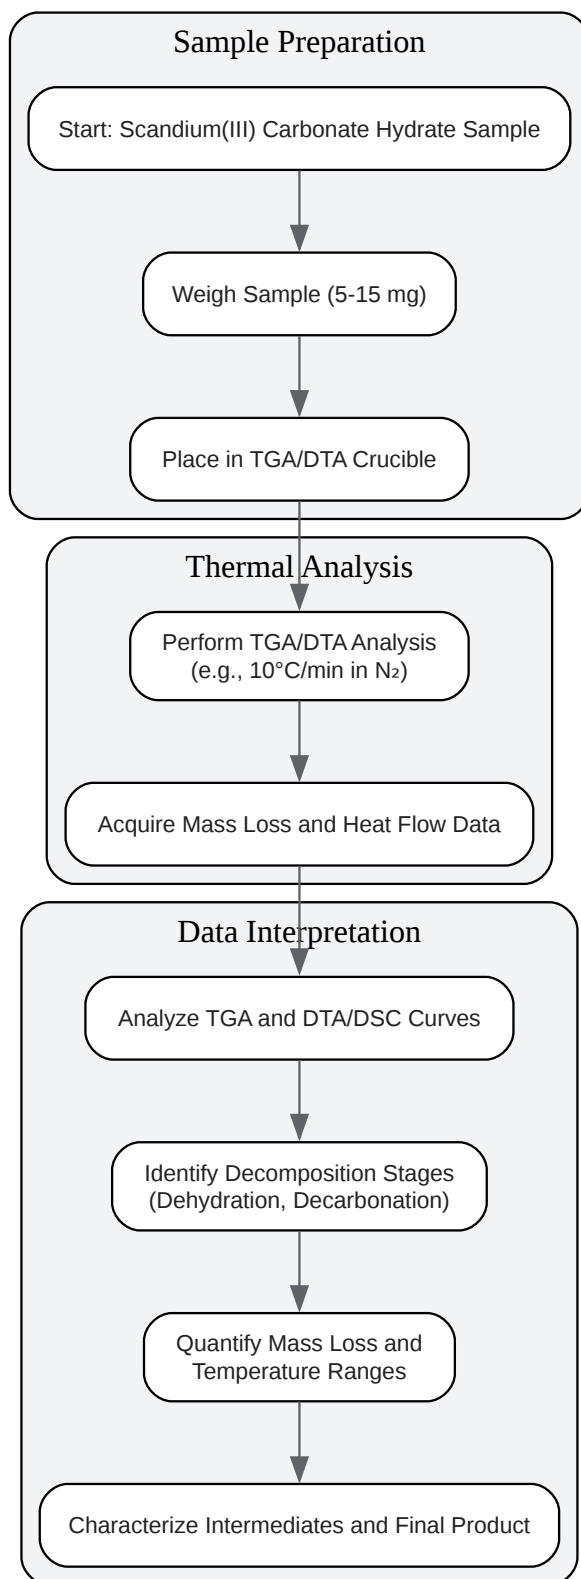 Sample Preparation
Start: Scandium(III) Carbonate Hydrate Sample
Weigh Sample (5-15 mg)
Place in TGA/DTA Crucible
Thermal Analysis
Perform TGA/DTA Analysis
(e.g., 10°C/min in N₂)
Acquire Mass Loss and Heat Flow Data
Data Interpretation
Analyze TGA and DTA/DSC Curves
Identify Decomposition Stages
(Dehydration, Decarbonation)
Quantify Mass Loss and
Temperature Ranges
Characterize Intermediates and Final Product